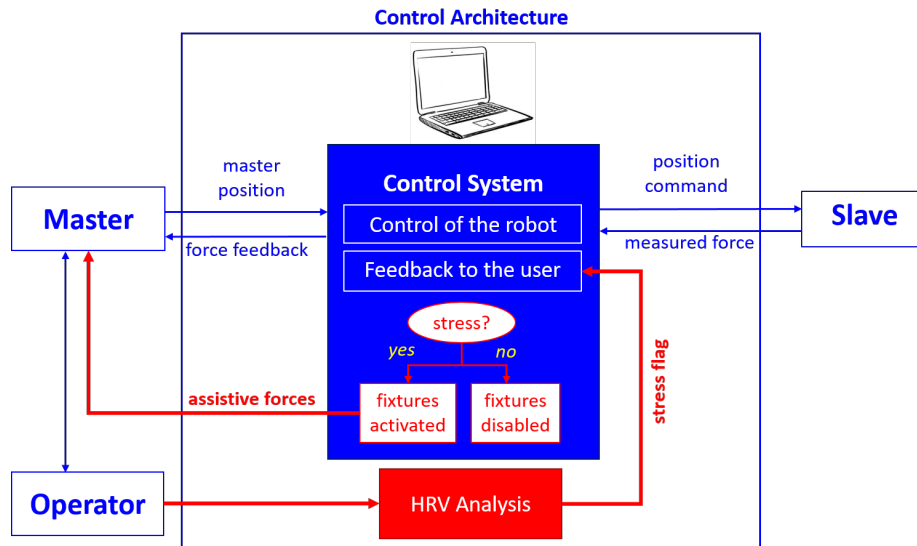 Control Architecture
master
position
position
command
Control System
Master
Control of the robot
Slave
force feedback
measured force
Feedback to the user
stress?
yes
no
stress flag
assistive forces
fixtures
activated
fixtures
disabled
Operator
HRV Analysis